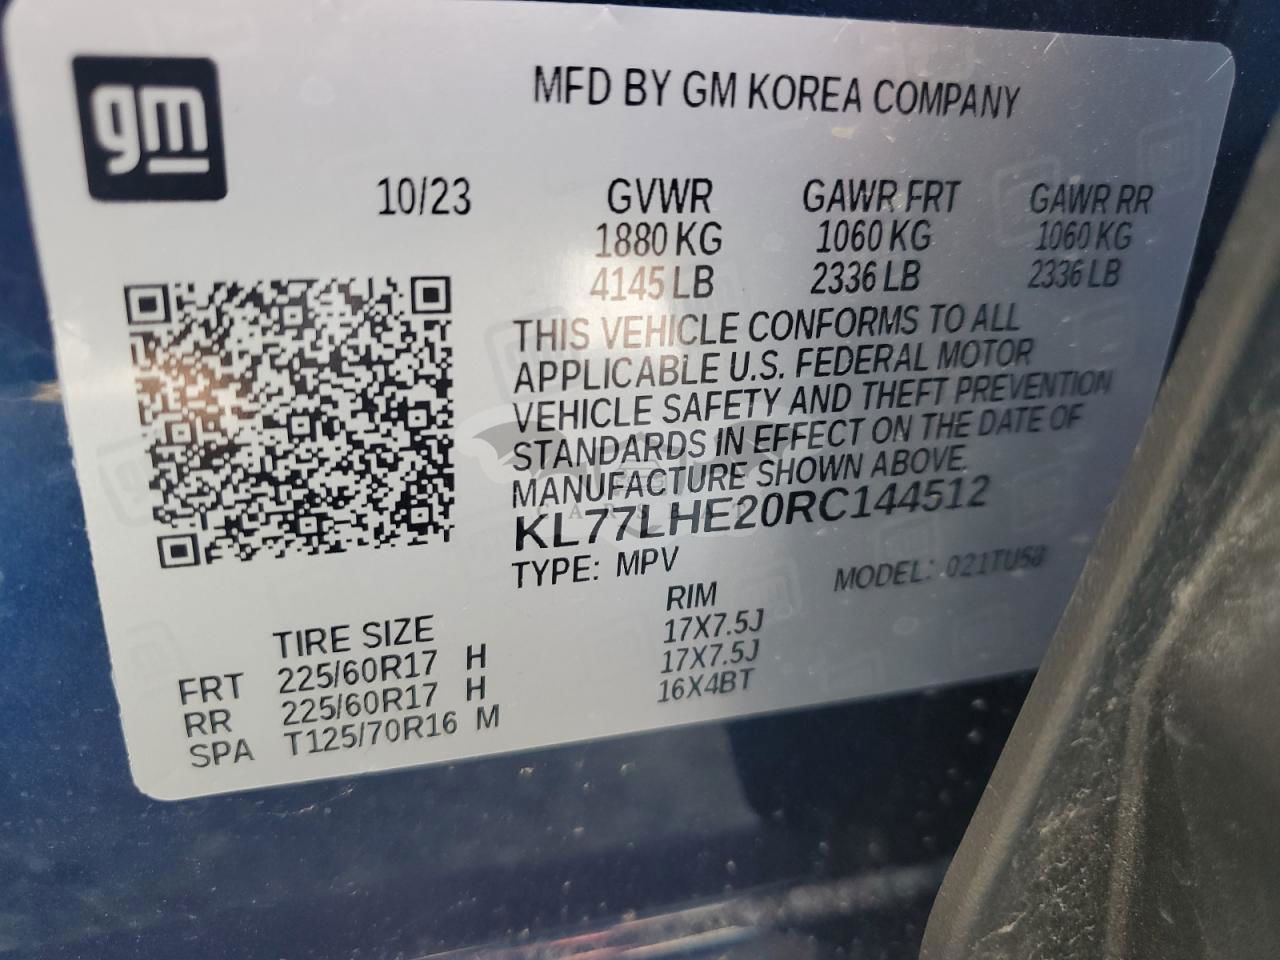 gm
MFD BY GM KOREA COMPANY
10/23 GVWR GAWR FRT GAWR RR
1880 KG 1060 KG 1060 KG
4145 LB 2336 LB 2336 LB
THIS VEHICLE CONFORMS TO ALL
APPLICABLE U.S. FEDERAL MOTOR
VEHICLE SAFETY AND THEFT PREVENTION
STANDARDS IN EFFECT ON THE DATE OF
MANUFACTURE SHOWN ABOVE.
KL77LHE20RC144512
TYPE: MPV MODEL: 021TU58
TIRE SIZE RIM
FRT 225/60R17 H 17X7.5J
RR 225/60R17 H 17X7.5J
SPA T125/70R16 M 16X4BT